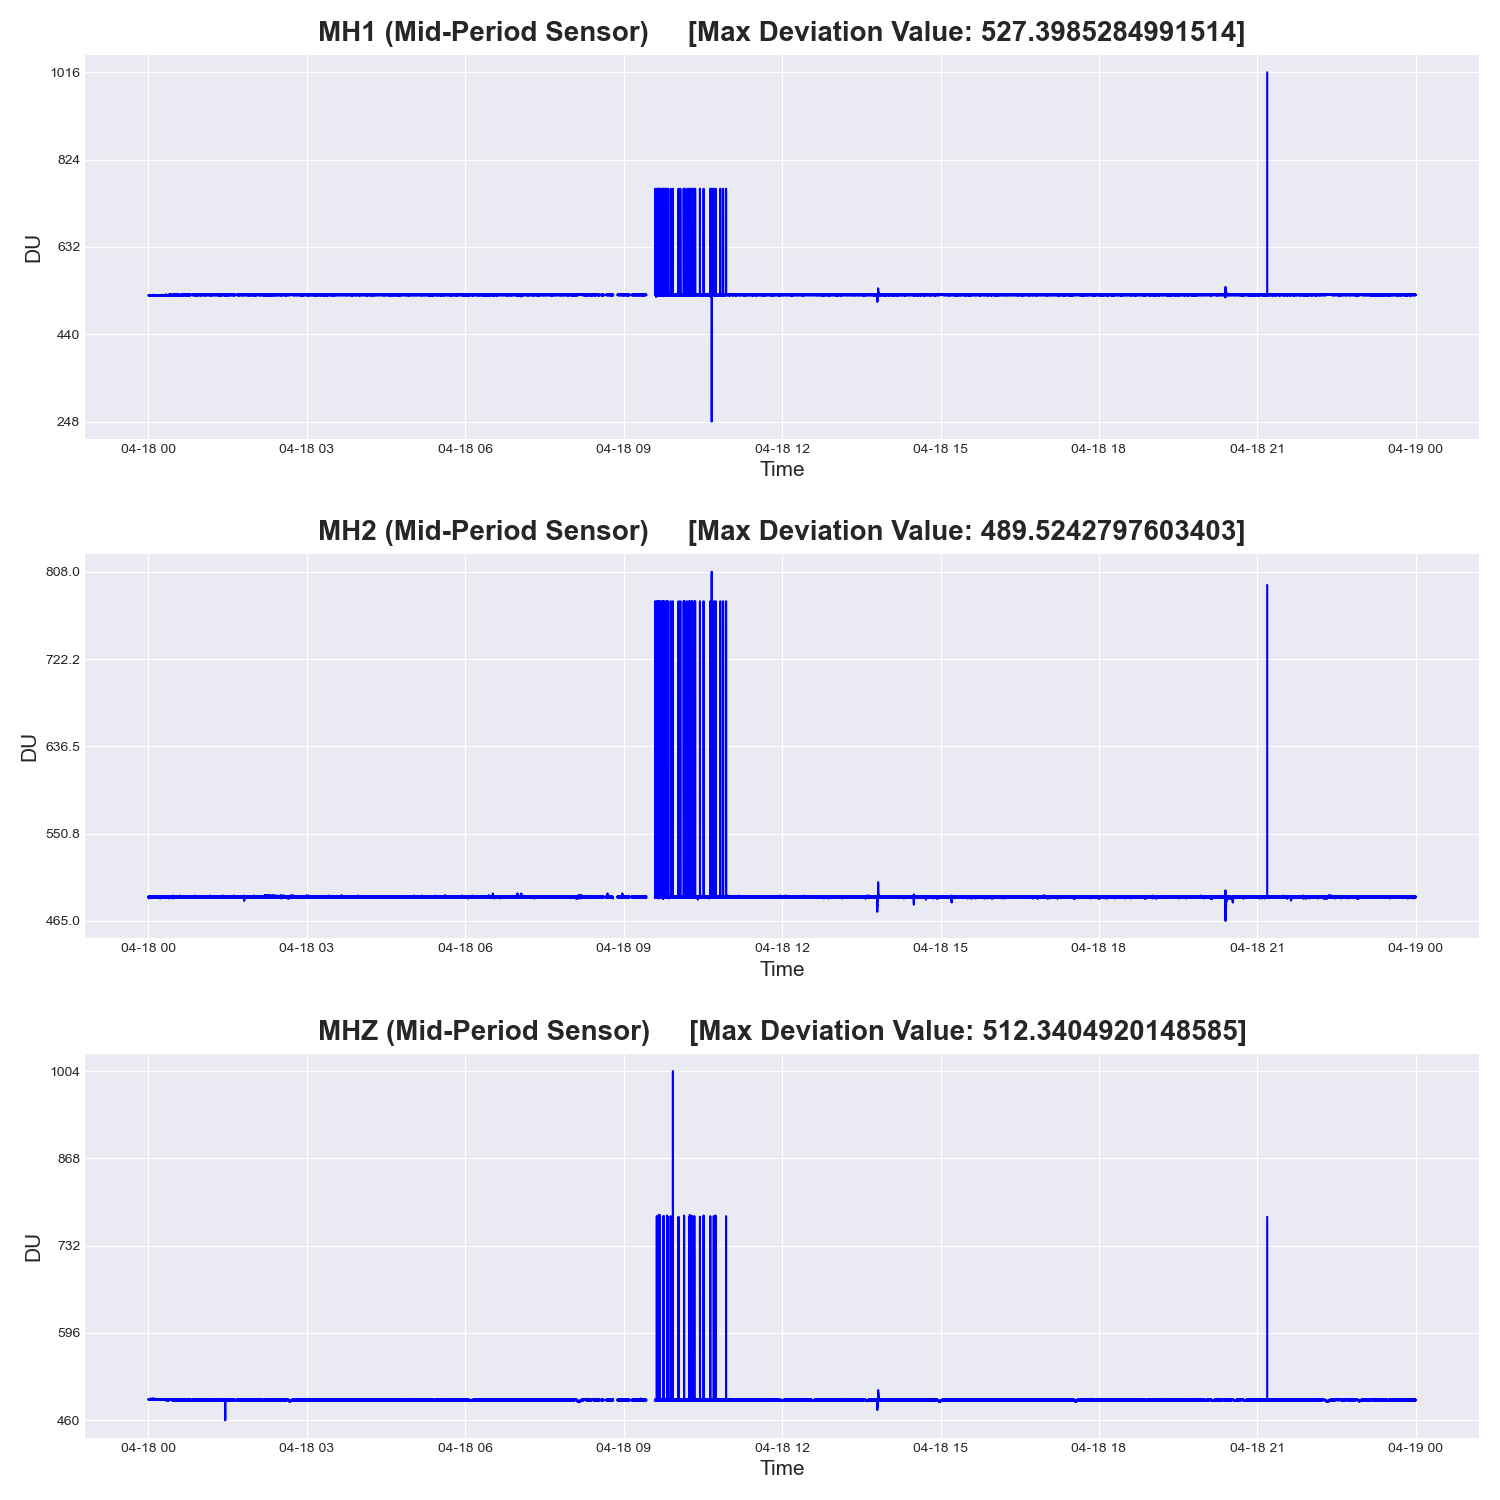 MH1 (Mid-Period Sensor) [Max Deviation Value: 527.3985284991514]
1016
824
632
440
248
DU
04-18 00 04-18 03 04-18 06 04-18 09 04-18 12 04-18 15 04-18 18 04-18 21 04-19 00
Time
MH2 (Mid-Period Sensor) [Max Deviation Value: 489.5242797603403]
808.0
722.2
636.5
550.8
465.0
DU
04-18 00 04-18 03 04-18 06 04-18 09 04-18 12 04-18 15 04-18 18 04-18 21 04-19 00
Time
MHZ (Mid-Period Sensor) [Max Deviation Value: 512.3404920148585]
1004
868
732
596
460
DU
04-18 00 04-18 03 04-18 06 04-18 09 04-18 12 04-18 15 04-18 18 04-18 21 04-19 00
Time